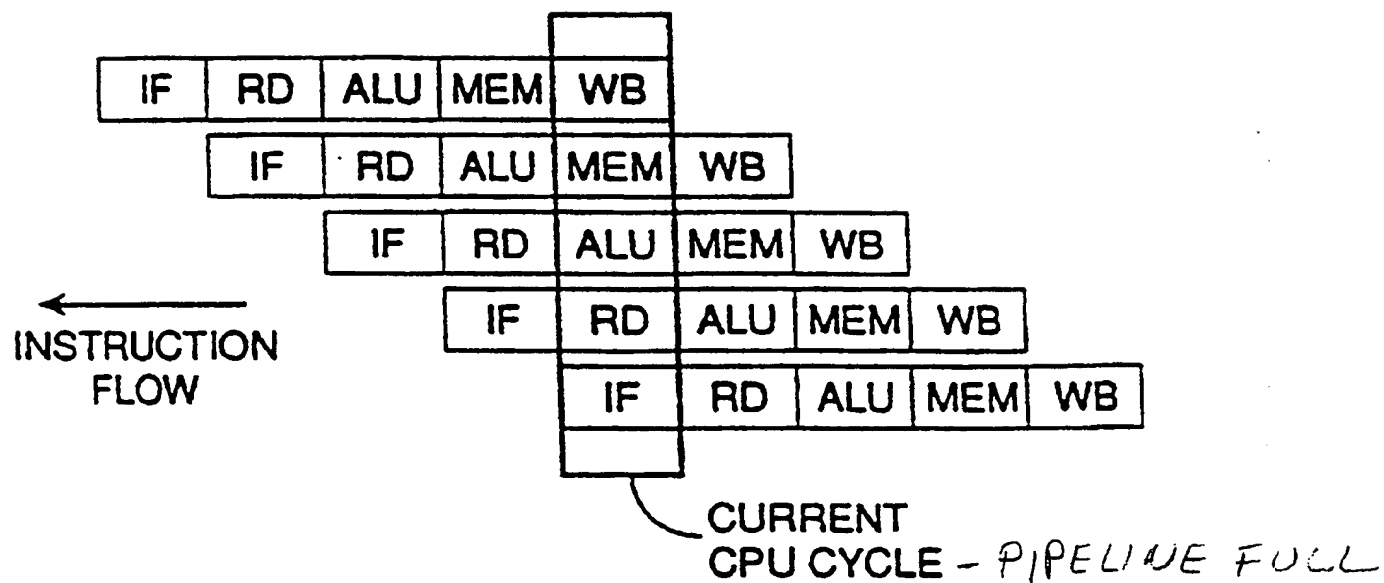 IF RD ALU MEM WB
IF RD ALU MEM WB
IF RD ALU MEM WB
IF RD ALU MEM WB
INSTRUCTION
FLOW
IF RD ALU MEM WB
CURRENT
CPU CYCLE - PIPELINE FULL